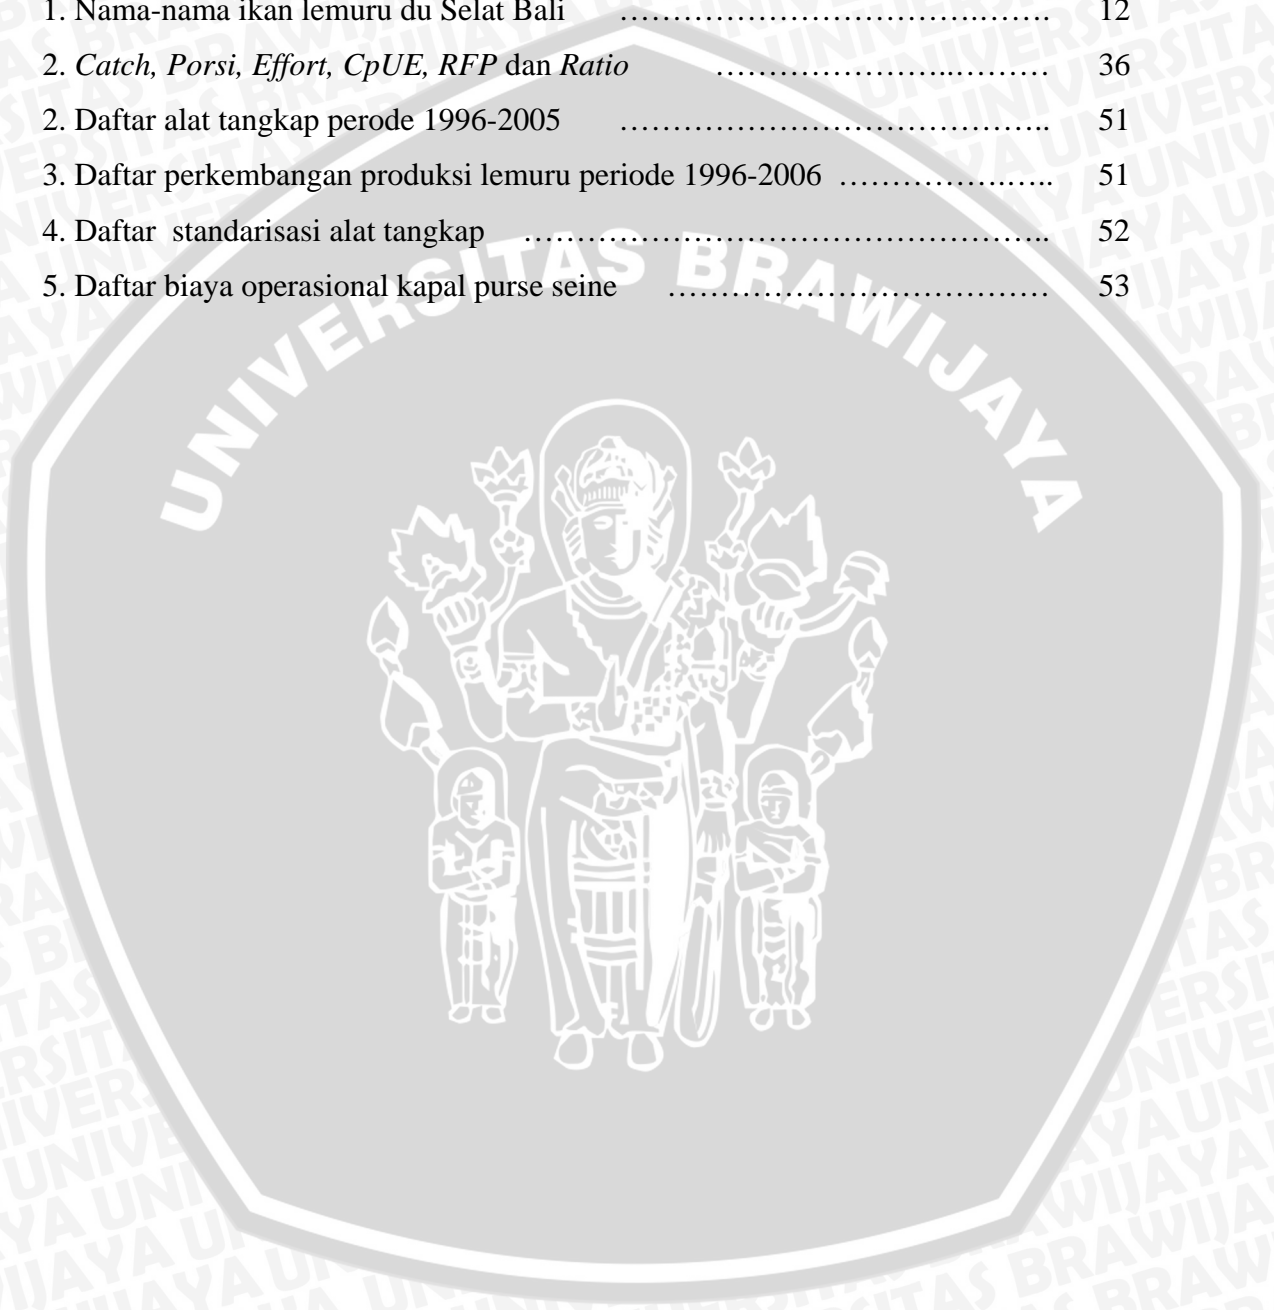 1. Nama-nama ikan lemuru du Selat Bali ………………………………….……. 12
2. Catch, Porsi, Effort, CpUE, RFP dan Ratio …………………..……… 36
2. Daftar alat tangkap perode 1996-2005 …………………………………….. 51
3. Daftar perkembangan produksi lemuru periode 1996-2006 …………….….. 51
4. Daftar  standarisasi alat tangkap …………………………………………….. 52
5. Daftar biaya operasional kapal purse seine ………………………………… 53
UNIVERSITAS BRAWIJAYA